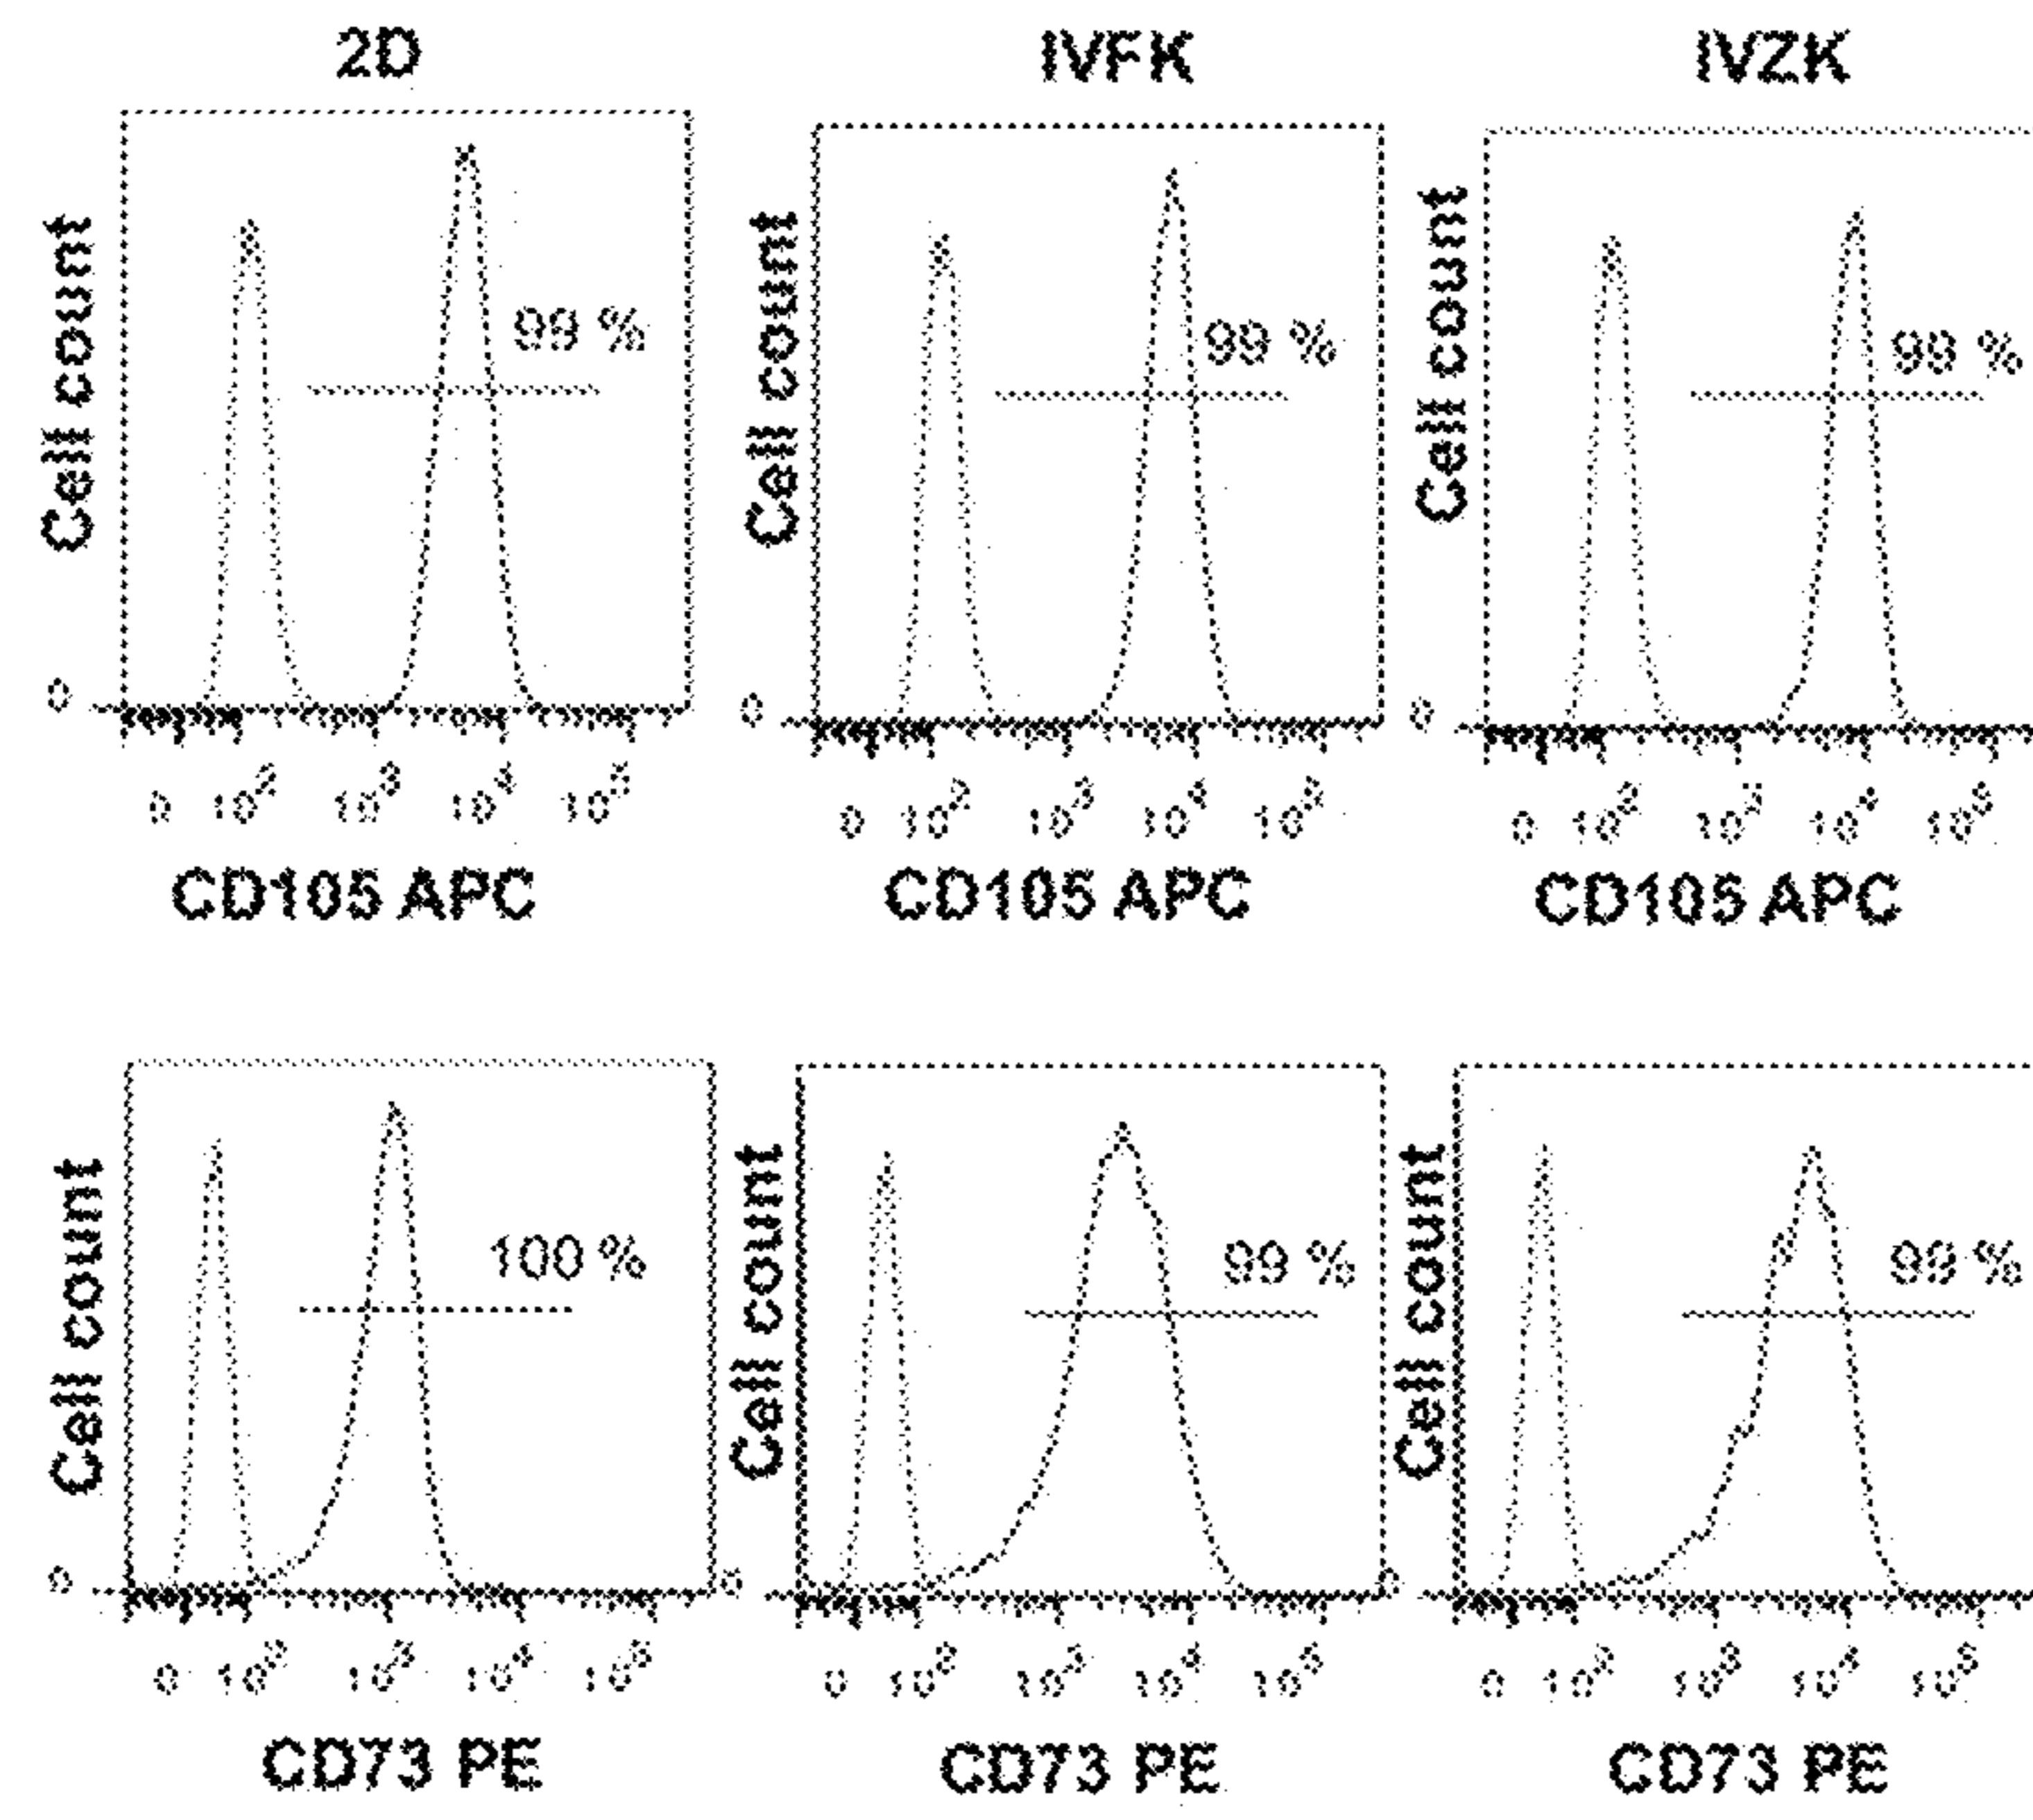 2D IVFK IVZK
Cell count Cell count Cell count
99 % 99 % 99 %
0 0 0
0 10² 10³ 10⁴ 10⁵ 0 10² 10³ 10⁴ 10⁵ 0 10² 10³ 10⁴ 10⁵
CD105 APC CD105 APC CD105 APC
Cell count Cell count Cell count
100 % 99 % 99 %
0
0 10² 10³ 10⁴ 10⁵ 0 10² 10³ 10⁴ 10⁵ 0 10² 10³ 10⁴ 10⁵
CD73 PE CD73 PE CD73 PE